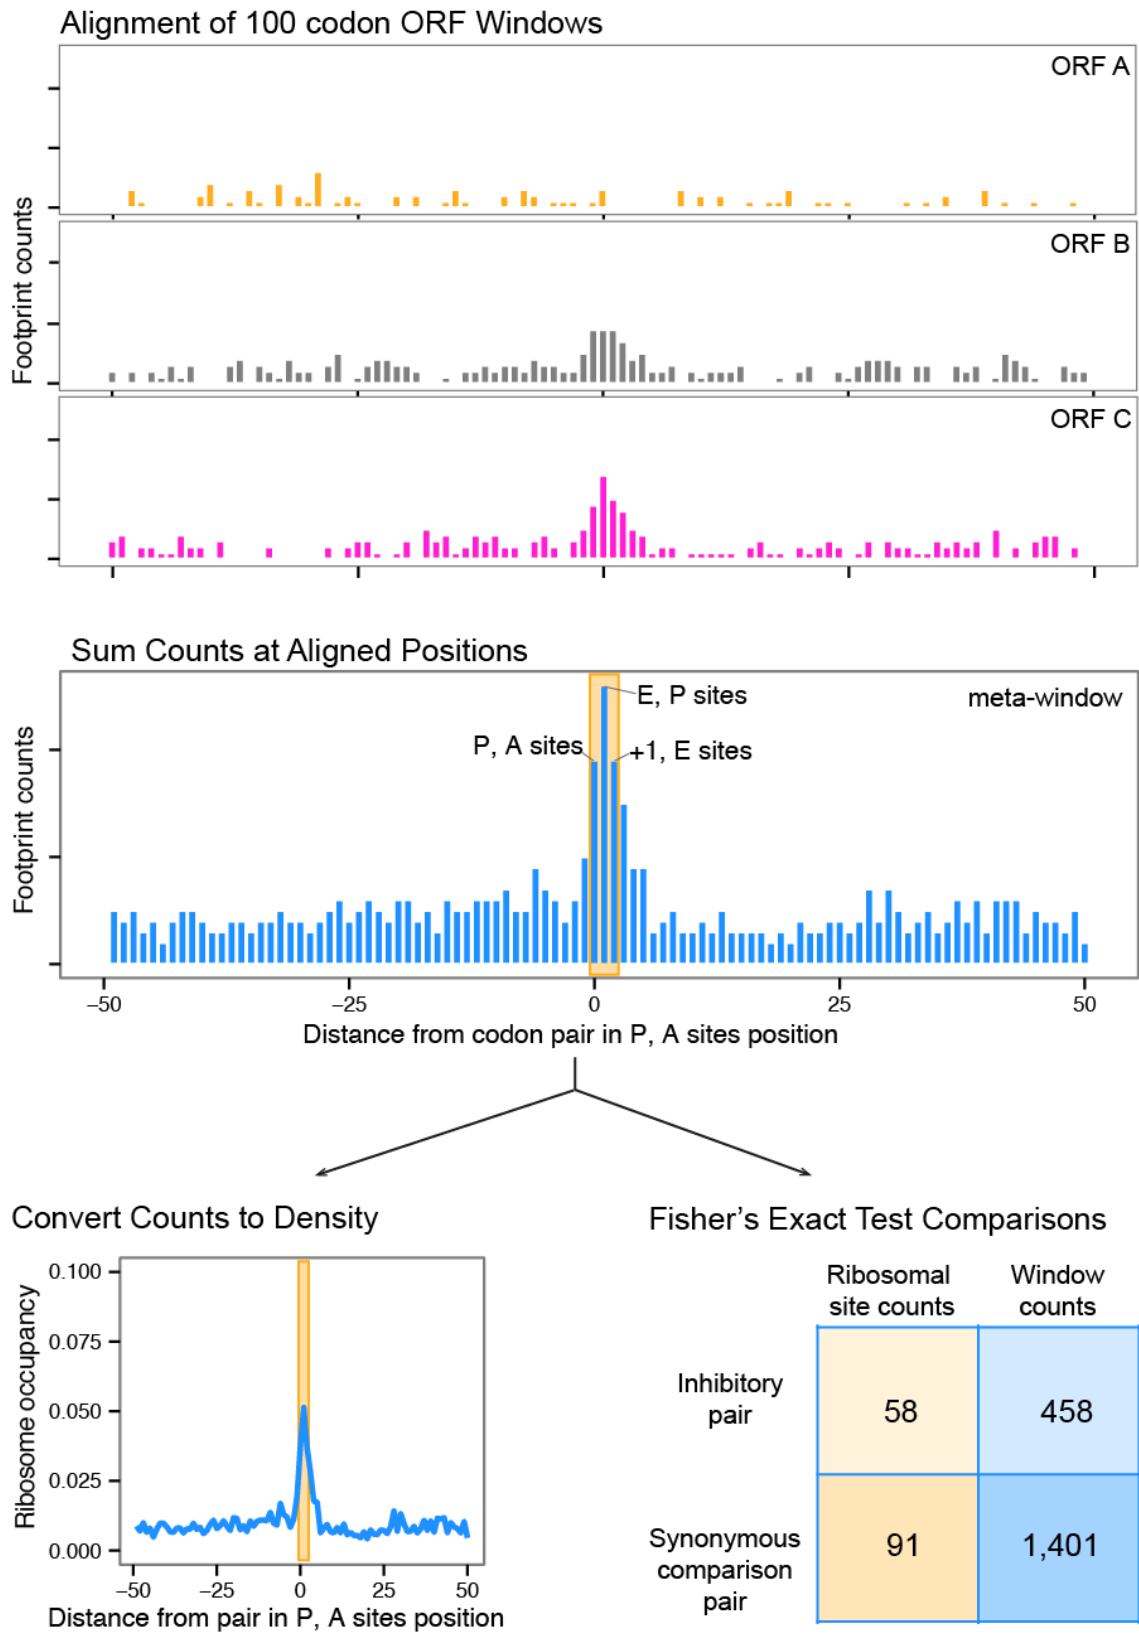 Alignment of 100 codon ORF Windows
ORF A
ORF B
ORF C
Footprint counts
Sum Counts at Aligned Positions
meta-window
E, P sites
P, A sites
+1, E sites
Footprint counts
−50
−25
0
25
50
Distance from codon pair in P, A sites position
Convert Counts to Density
Ribosome occupancy
0.100
0.075
0.050
0.025
0.000
−50
−25
0
25
50
Distance from pair in P, A sites position
Fisher’s Exact Test Comparisons
Ribosomal
site counts
Window
counts
Inhibitory
pair
58
458
Synonymous
comparison
pair
91
1,401